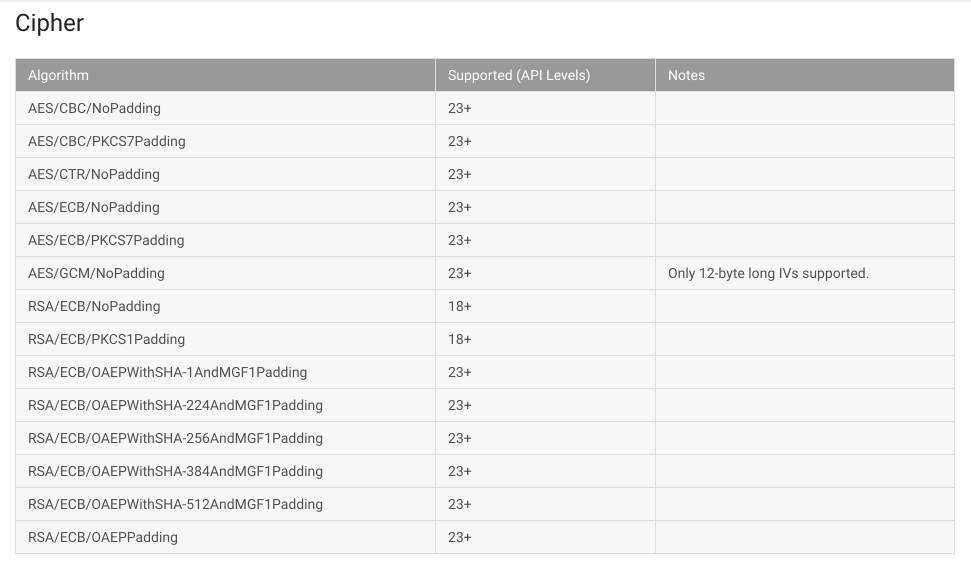 Cipher
Algorithm Supported (API Levels) Notes
AES/CBC/NoPadding 23+
AES/CBC/PKCS7Padding 23+
AES/CTR/NoPadding 23+
AES/ECB/NoPadding 23+
AES/ECB/PKCS7Padding 23+
AES/GCM/NoPadding 23+ Only 12-byte long IVs supported.
RSA/ECB/NoPadding 18+
RSA/ECB/PKCS1Padding 18+
RSA/ECB/OAEPWithSHA-1AndMGF1Padding 23+
RSA/ECB/OAEPWithSHA-224AndMGF1Padding 23+
RSA/ECB/OAEPWithSHA-256AndMGF1Padding 23+
RSA/ECB/OAEPWithSHA-384AndMGF1Padding 23+
RSA/ECB/OAEPWithSHA-512AndMGF1Padding 23+
RSA/ECB/OAEPPadding 23+